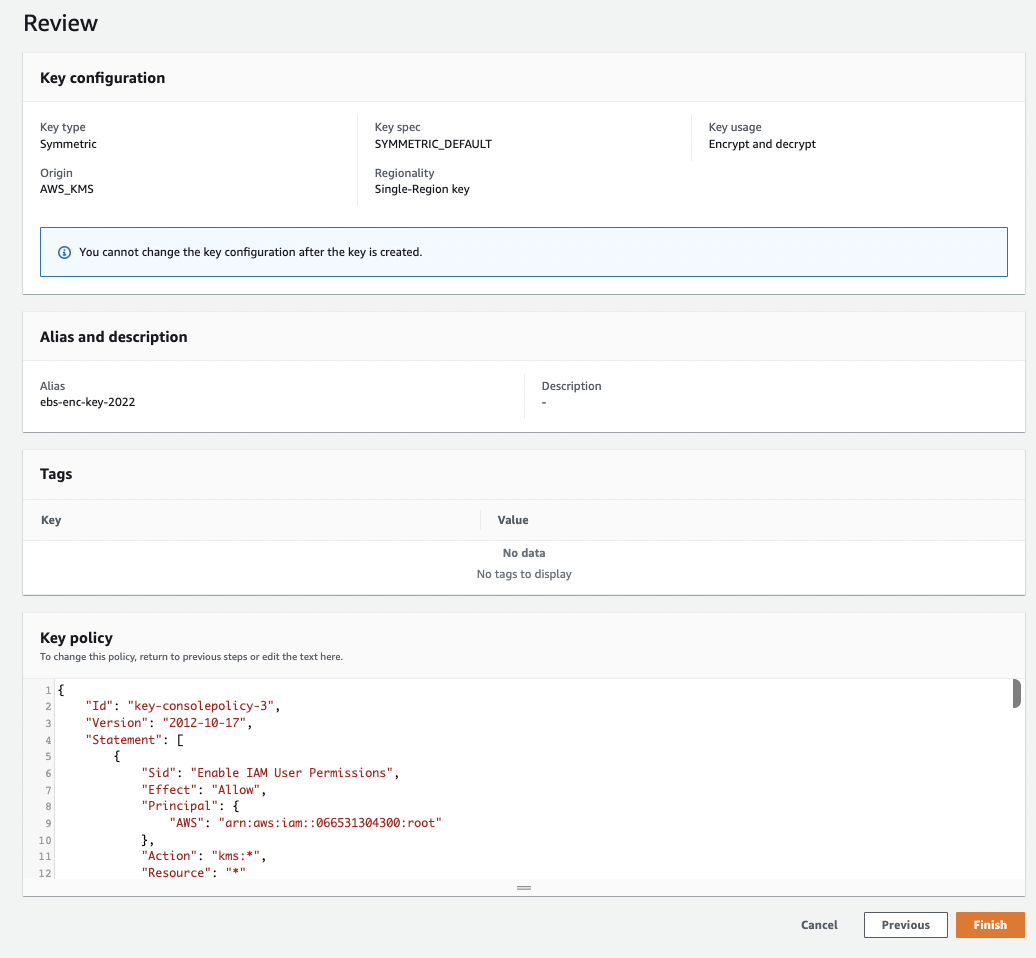 Review
Key configuration
Key type
Symmetric
Key spec
SYMMETRIC_DEFAULT
Key usage
Encrypt and decrypt
Origin
AWS_KMS
Regionality
Single-Region key
You cannot change the key configuration after the key is created.
Alias and description
Alias
ebs-enc-key-2022
Description
-
Tags
Key Value
No data
No tags to display
Key policy
To change this policy, return to previous steps or edit the text here.
1 {
2 "Id": "key-consolepolicy-3",
3 "Version": "2012-10-17",
4 "Statement": [
5 {
6 "Sid": "Enable IAM User Permissions",
7 "Effect": "Allow",
8 "Principal": {
9 "AWS": "arn:aws:iam::066531304300:root"
10 },
11 "Action": "kms:*",
12 "Resource": "*"
Cancel Previous Finish